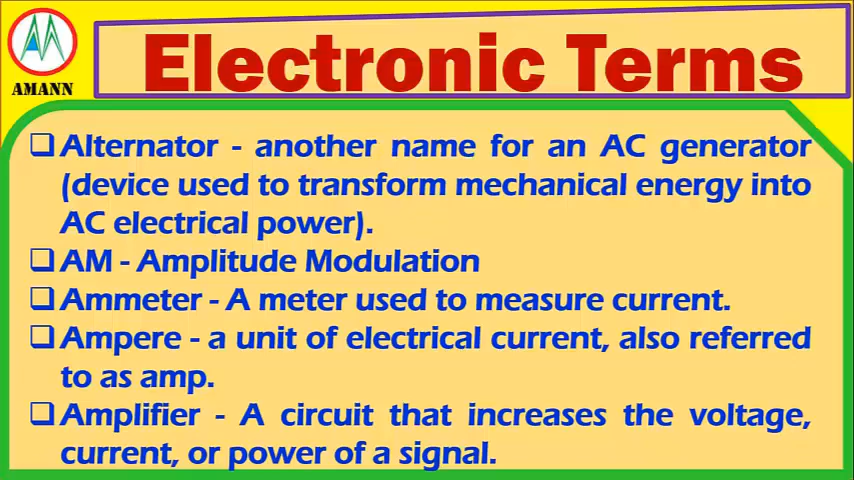 AMANN
Electronic Terms
❑ Alternator - another name for an AC generator
(device used to transform mechanical energy into
AC electrical power).
❑ AM - Amplitude Modulation
❑ Ammeter - A meter used to measure current.
❑ Ampere - a unit of electrical current, also referred
to as amp.
❑ Amplifier - A circuit that increases the voltage,
current, or power of a signal.